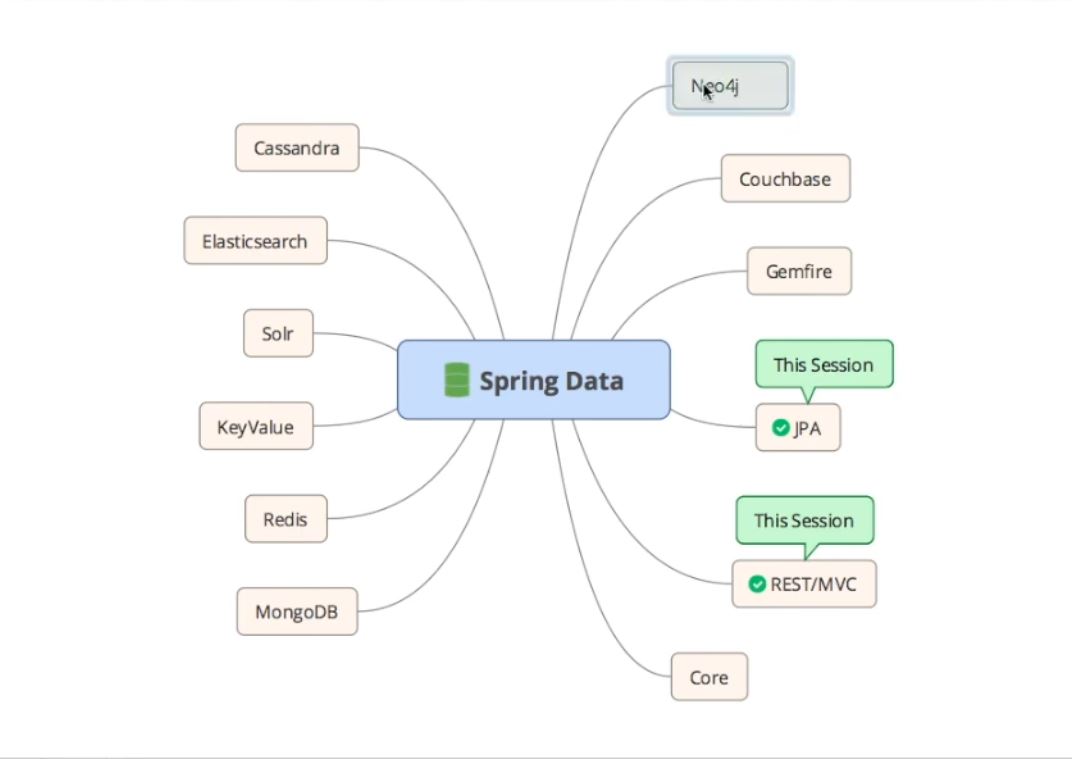 Neo4j
Cassandra
Couchbase
Elasticsearch
Gemfire
Solr
This Session
Spring Data
KeyValue
JPA
Redis
This Session
REST/MVC
MongoDB
Core